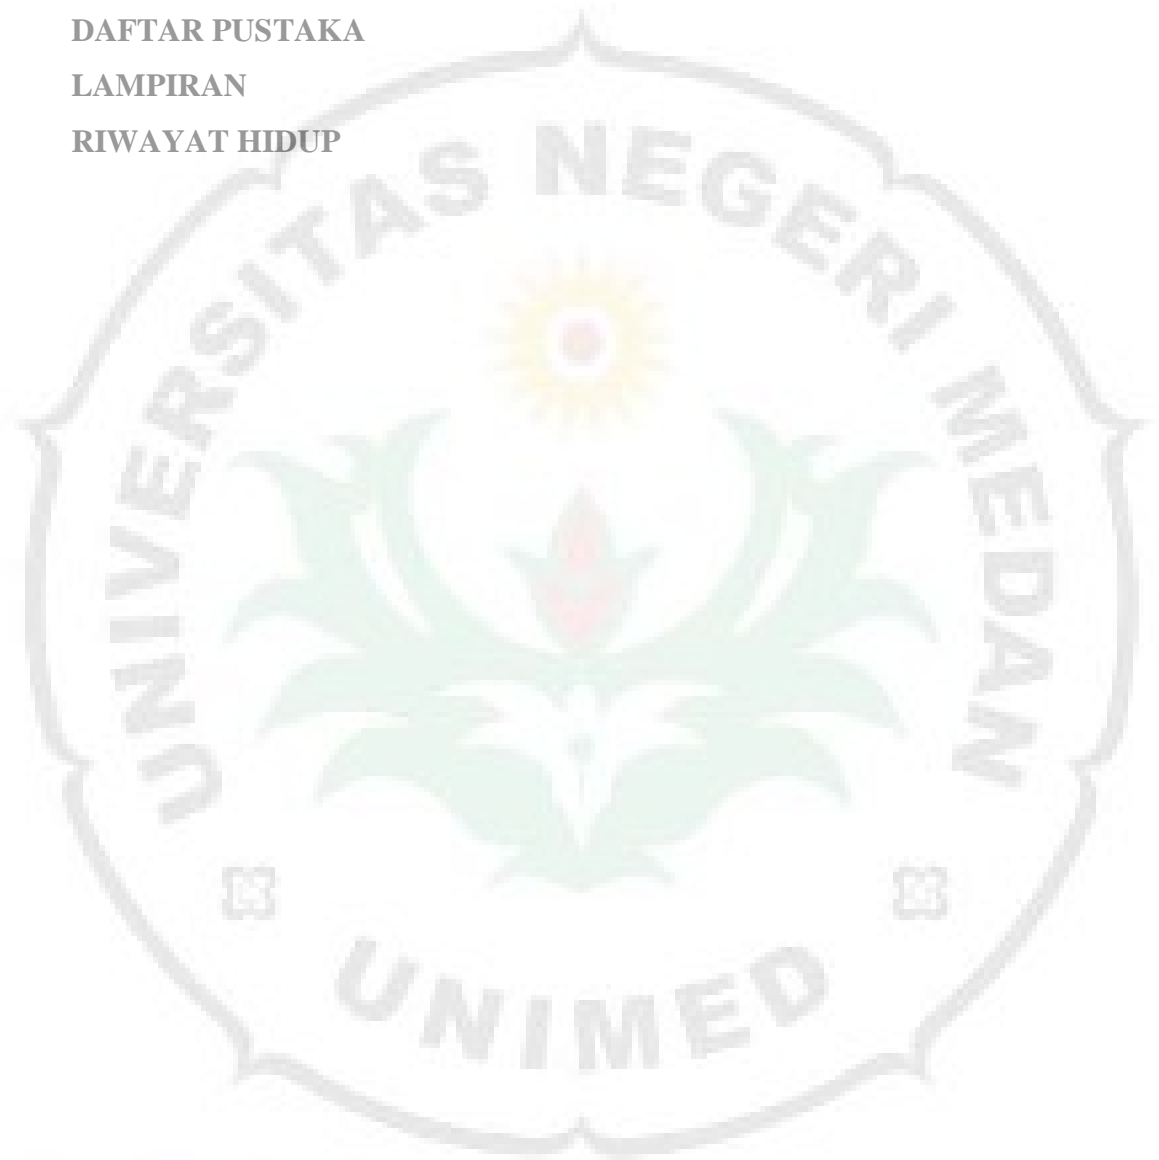 DAFTAR PUSTAKA
LAMPIRAN
RIWAYAT HIDUP
UNIVERSITAS NEGERI MEDAN
UNIMED